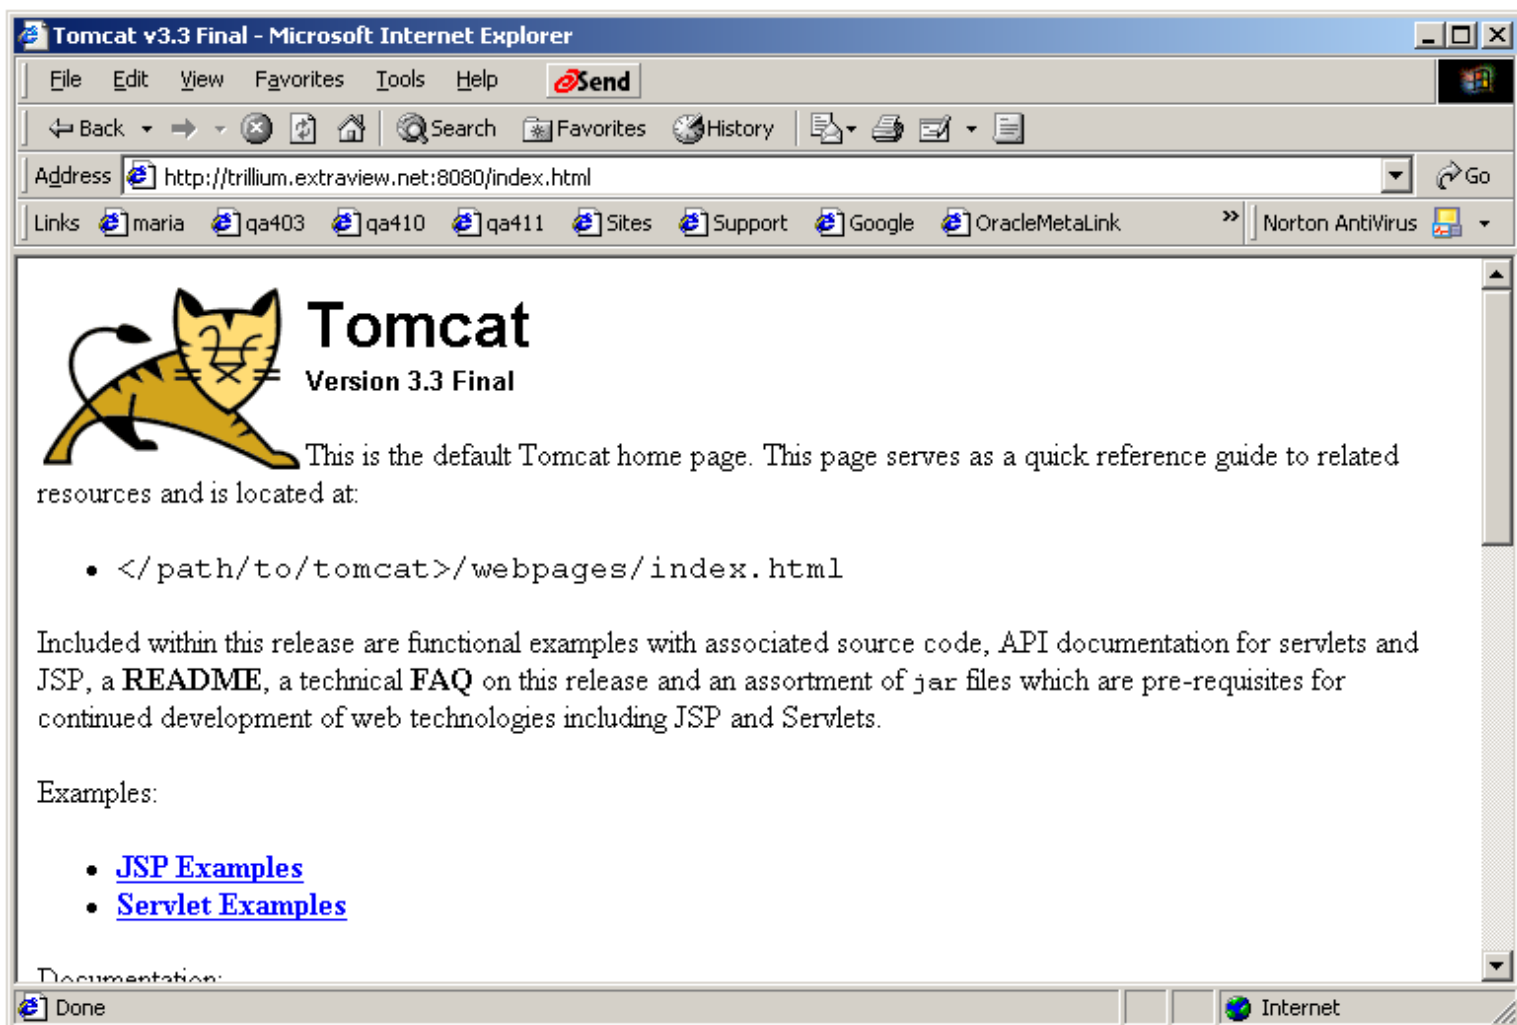 Tomcat v3.3 Final - Microsoft Internet Explorer
File Edit View Favorites Tools Help eSend
Back Search Favorites History
Address http://trillium.extraview.net:8080/index.html Go
Links maria qa403 qa410 qa411 Sites Support Google OracleMetaLink » Norton AntiVirus
Tomcat
Version 3.3 Final
This is the default Tomcat home page. This page serves as a quick reference guide to related
resources and is located at:
• </path/to/tomcat>/webpages/index.html
Included within this release are functional examples with associated source code, API documentation for servlets and
JSP, a README, a technical FAQ on this release and an assortment of jar files which are pre-requisites for
continued development of web technologies including JSP and Servlets.
Examples:
• JSP Examples
• Servlet Examples
Documentation:
Done Internet